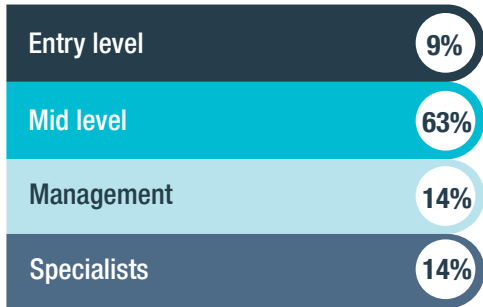 Entry level 9%
Mid level 63%
Management 14%
Specialists 14%